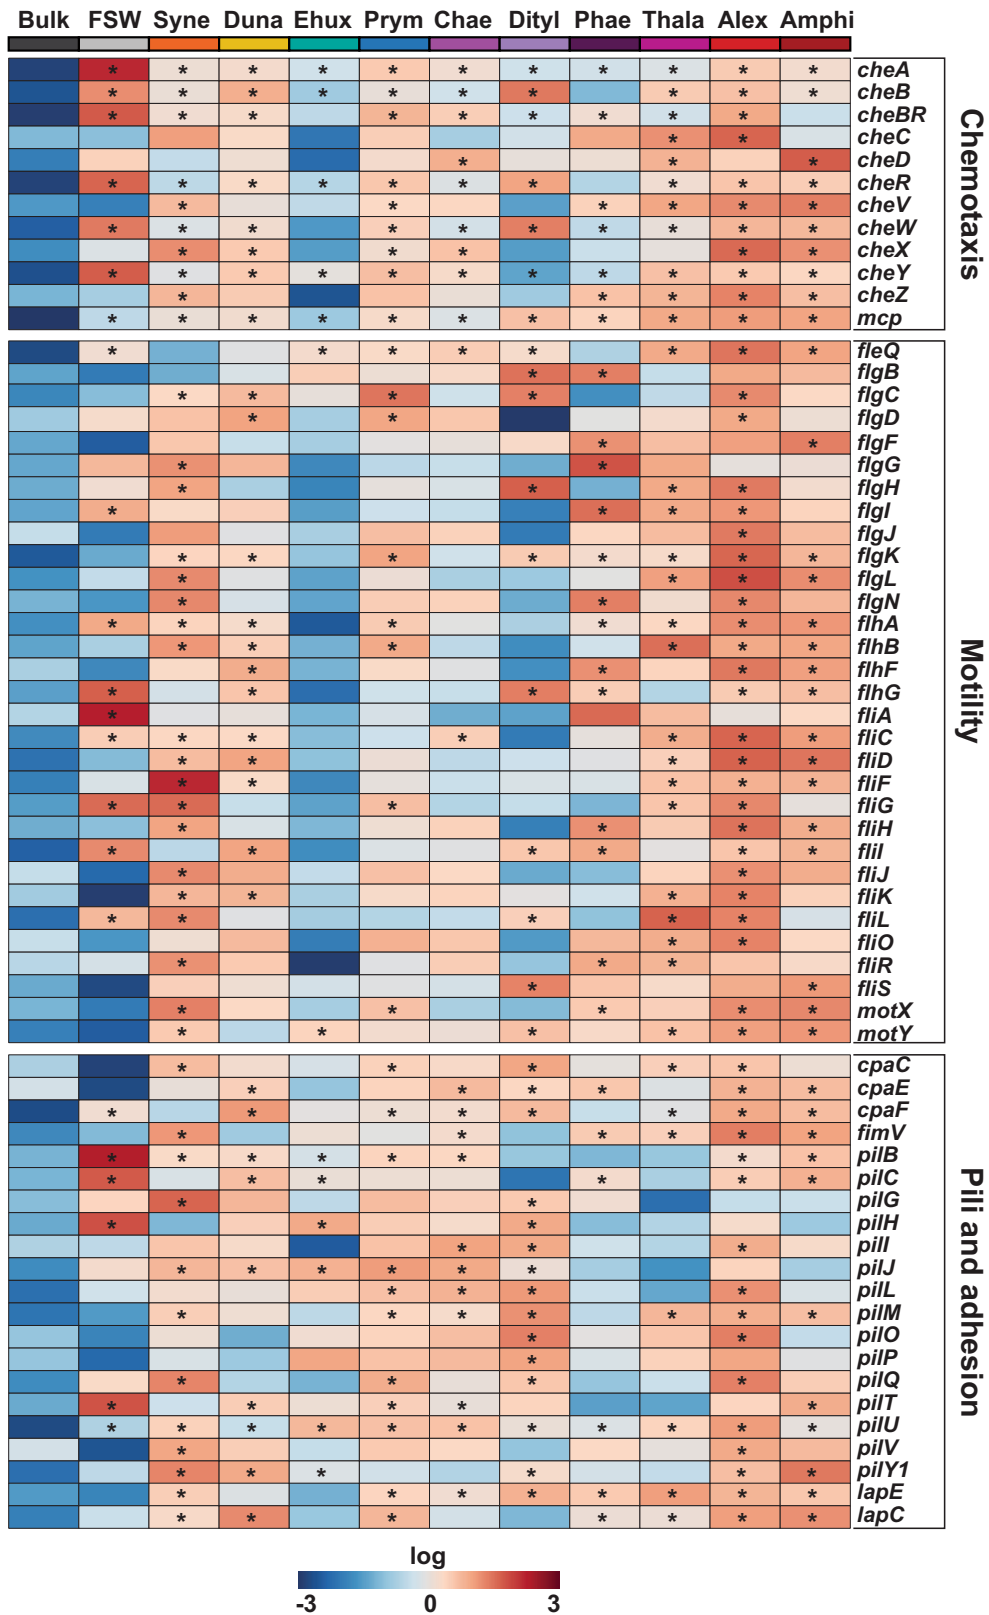 Bulk FSW Syne Duna Ehux Prym Chae Dityl Phae Thala Alex Amphi
* * * * * * * * * * * cheA
* * * * * * * * * * cheB
* * * * * * * * * cheBR
* * cheC
* * * cheD
* * * * * * * * * * cheR
* * * * * * cheV
* * * * * * * * * * cheW
* * * * * * cheX
* * * * * * * * * * * cheY
* * * * * cheZ
* * * * * * * * * * * mcp
Chemotaxis
* * * * * * * * fleQ
* * flgB
* * * * * flgC
* * * flgD
* * flgF
* * flgG
* * * * flgH
* * * * flgI
* flgJ
* * * * * * * * flgK
* * * * flgL
* * * flgN
* * * * * * * * flhA
* * * * * * flhB
* * * * flhF
* * * * * * flhG
* fliA
* * * * * * * fliC
* * * * * fliD
* * * * * fliF
* * * * * fliG
* * * * fliH
* * * * * * fliI
* * fliJ
* * * * fliK
* * * * * fliL
* * fliO
* * * fliR
* * fliS
* * * * * motX
* * * * * * motY
Motility
* * * * * cpaC
* * * * * * cpaE
* * * * * * * * cpaF
* * * * * * fimV
* * * * * * * * pilB
* * * * * * pilC
* * pilG
* * * pilH
* * * pilI
* * * * * * pilJ
* * * * pilL
* * * * * * * pilM
* * pilO
* pilP
* * * * pilQ
* * * * * pilT
* * * * * * * * * * * pilU
* * pilV
* * * * * * pilY1
* * * * * * * * lapE
* * * * * * * lapC
Pili and adhesion
log
-3 0 3